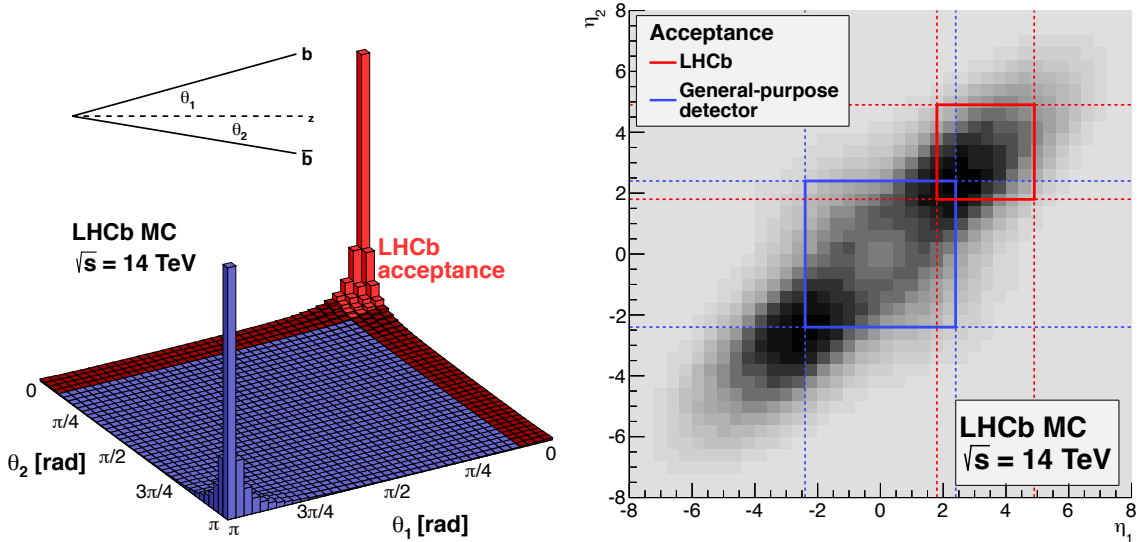 b
θ1
z
θ2
b̅
LHCb MC
√s = 14 TeV
LHCb
acceptance
0
π/4
π/2
3π/4
π
θ2 [rad]
π
3π/4
π/2
π/4
0
θ1 [rad]
η2
8
6
4
2
0
-2
-4
-6
-8
Acceptance
LHCb
General-purpose
detector
LHCb MC
√s = 14 TeV
-8 -6 -4 -2 0 2 4 6 8
η1